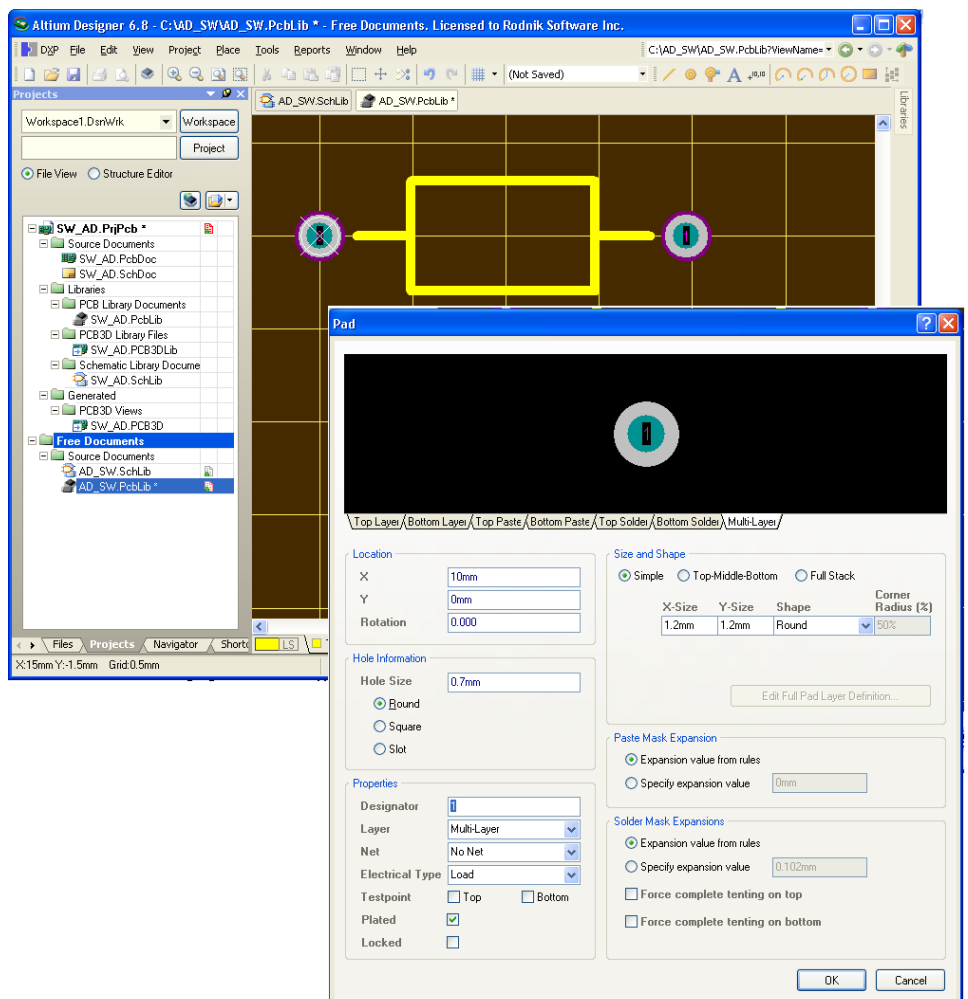 Altium Designer 6.8 - C:\AD_SW\AD_SW.PcbLib * - Free Documents. Licensed to Rodnik Software Inc.
DXP File Edit View Project Place Tools Reports Window Help C:\AD_SW\AD_SW.PcbLib?ViewName=
(Not Saved) A +10,10
Projects
AD_SW.SchLib AD_SW.PcbLib *
Libraries
Workspace1.DsnWrk Workspace
Project
File View Structure Editor
SW_AD.PrjPcb *
Source Documents
SW_AD.PcbDoc
SW_AD.SchDoc
Libraries
PCB Library Documents
SW_AD.PcbLib
PCB3D Library Files
SW_AD.PCB3DLib
Schematic Library Docume
SW_AD.SchLib
Generated
PCB3D Views
SW_AD.PCB3D
Free Documents
Source Documents
AD_SW.SchLib
AD_SW.PcbLib *
1
Files Projects Navigator Shortc LS
X:15mm Y:-1.5mm Grid:0.5mm
Pad
1
Top Layer Bottom Layer Top Paste Bottom Paste Top Solder Bottom Solder Multi-Layer
Location
X 10mm
Y 0mm
Rotation 0.000
Hole Information
Hole Size 0.7mm
Round
Square
Slot
Properties
Designator 1
Layer Multi-Layer
Net No Net
Electrical Type Load
Testpoint Top Bottom
Plated
Locked
Size and Shape
Simple Top-Middle-Bottom Full Stack
X-Size Y-Size Shape Corner Radius (%)
1.2mm 1.2mm Round 50%
Edit Full Pad Layer Definition...
Paste Mask Expansion
Expansion value from rules
Specify expansion value 0mm
Solder Mask Expansions
Expansion value from rules
Specify expansion value 0.102mm
Force complete tenting on top
Force complete tenting on bottom
OK Cancel